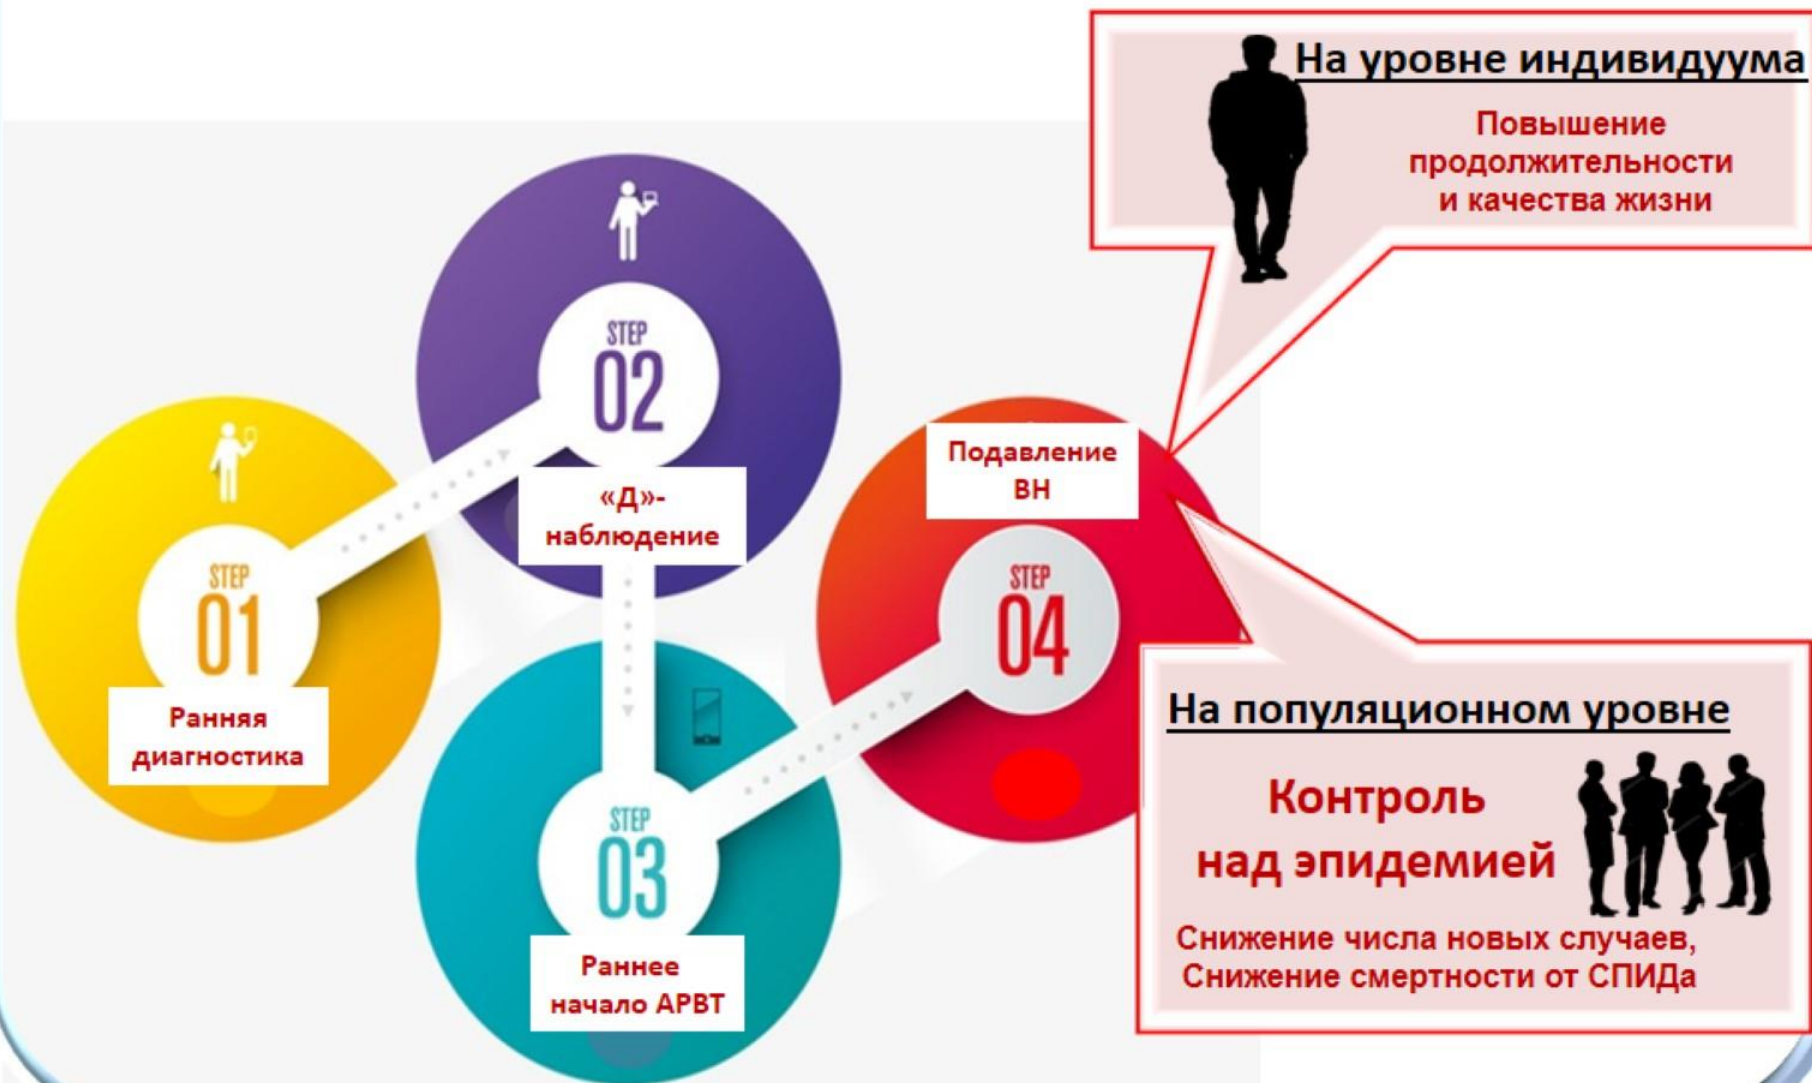 STEP
01
Ранняя
диагностика
STEP
02
«Д»-
наблюдение
STEP
03
Раннее
начало АРВТ
Подавление
ВН
STEP
04
На уровне индивидуума
Повышение
продолжительности
и качества жизни
На популяционном уровне
Контроль
над эпидемией
Снижение числа новых случаев,
Снижение смертности от СПИДа